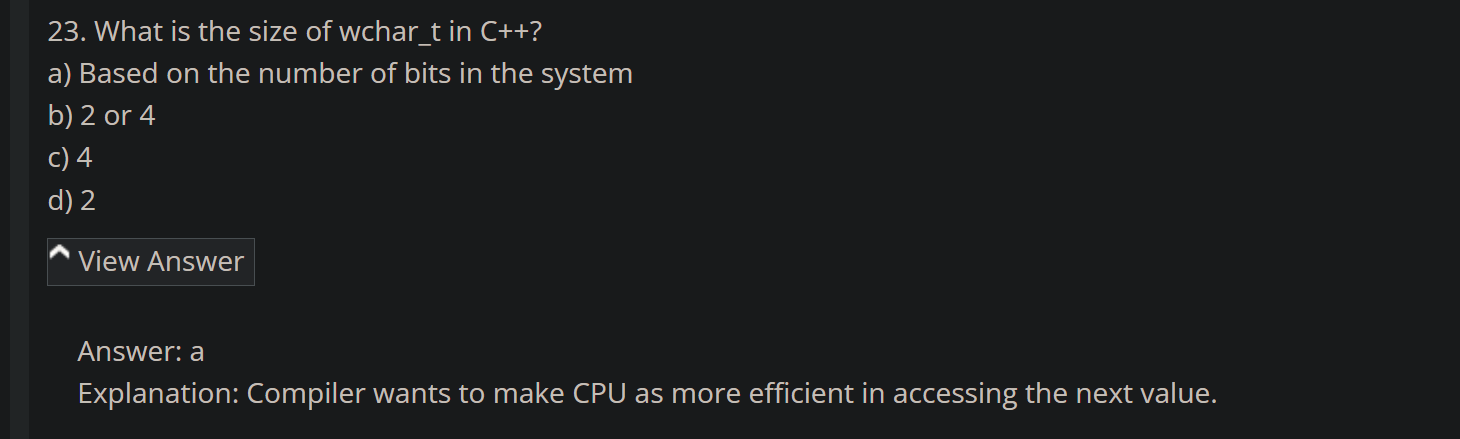 23. What is the size of wchar_t in C++?
a) Based on the number of bits in the system
b) 2 or 4
c) 4
d) 2
View Answer
Answer: a
Explanation: Compiler wants to make CPU as more efficient in accessing the next value.